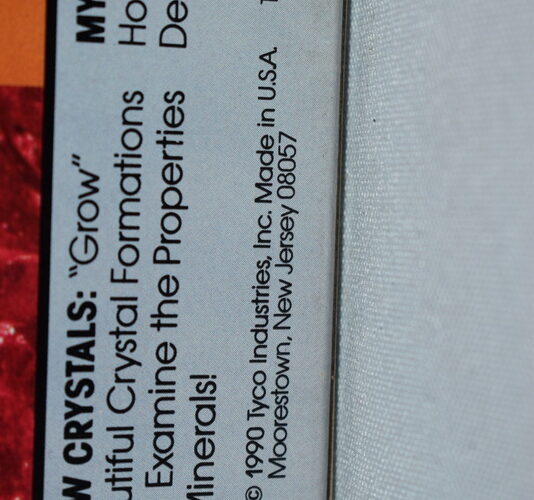 W CRYSTALS: "Grow"
utiful Crystal Formations
Examine the Properties
Minerals!
MY
Ho
De
© 1990 Tyco Industries, Inc. Made in U.S.A.
Moorestown, New Jersey 08057